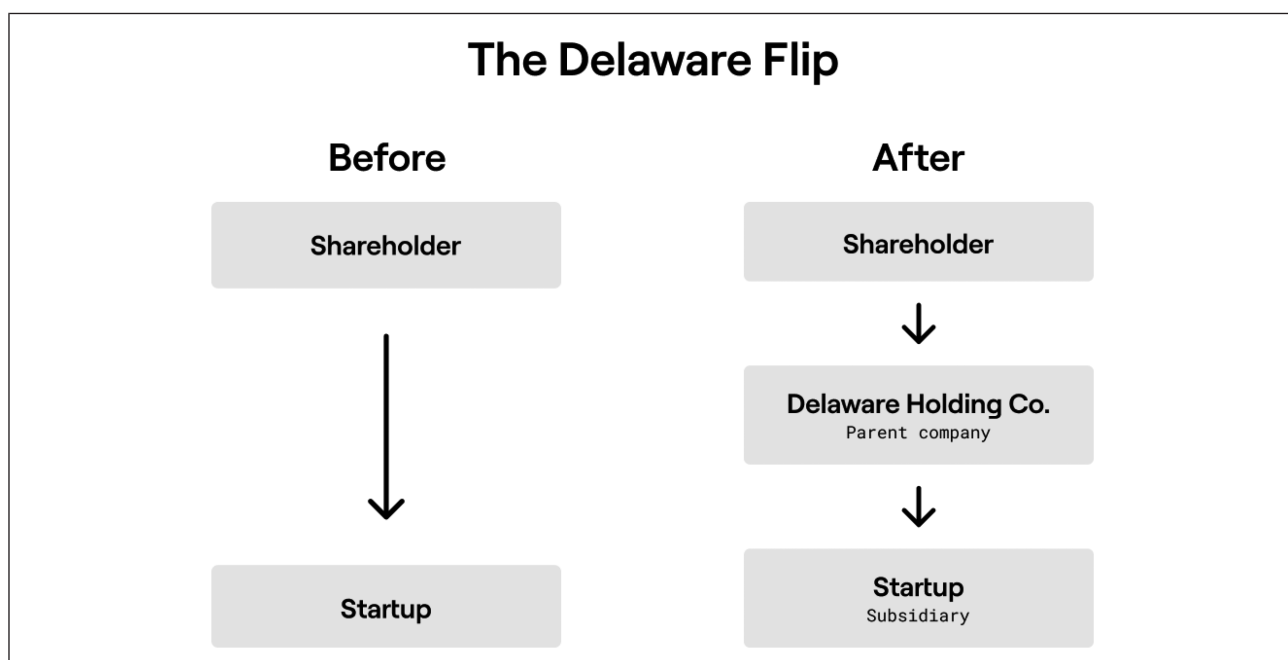 The Delaware Flip
Before
Shareholder
Startup
After
Shareholder
Delaware Holding Co.
Parent company
Startup
Subsidiary